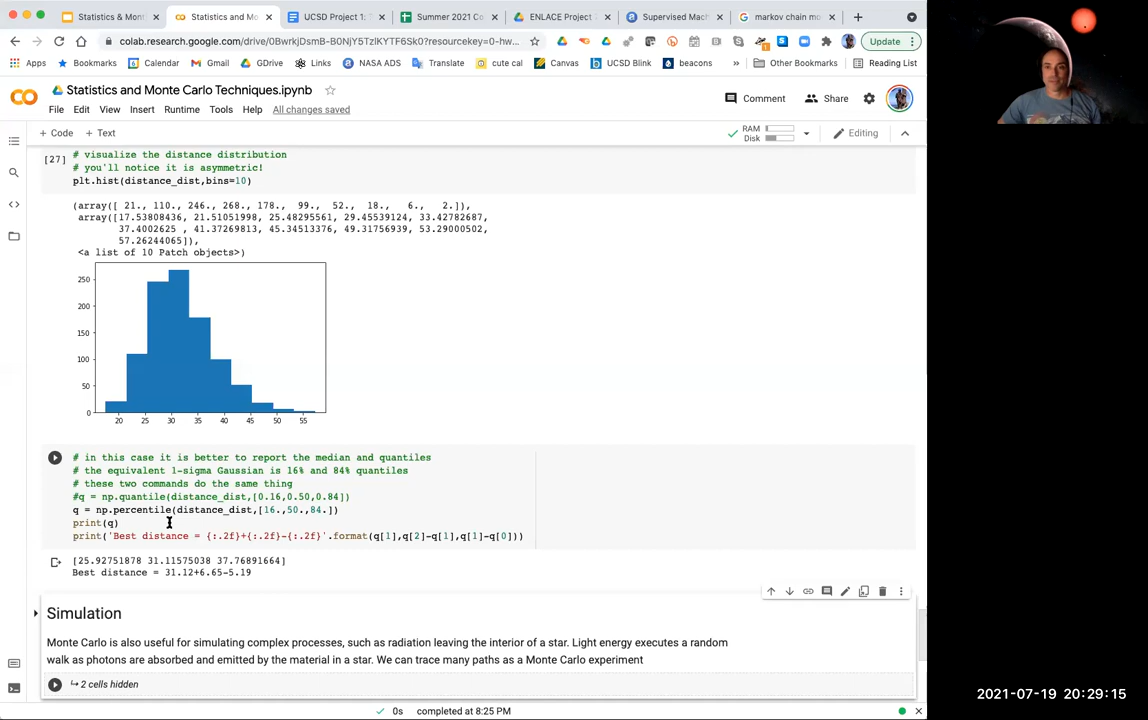 Statistics & Mont
Statistics and Mo
UCSD Project 1: T
Summer 2021 Co
ENLACE Project
Supervised Mach
markov chain mo
colab.research.google.com/drive/0BwrkjDsmB-B0NjY5TzlKYTF6Sk0?resourcekey=0-hw...
Update
Apps
Bookmarks
Calendar
Gmail
GDrive
Links
NASA ADS
Translate
cute cal
Canvas
UCSD Blink
beacons
»
Other Bookmarks
Reading List
Statistics and Monte Carlo Techniques.ipynb
Comment
Share
File Edit View Insert Runtime Tools Help All changes saved
+ Code + Text
RAM
Disk
Editing
[27]
# visualize the distance distribution
# you'll notice it is asymmetric!
plt.hist(distance_dist,bins=10)
(array([ 21., 110., 246., 268., 178., 99., 52., 18., 6., 2.]),
array([17.53808436, 21.51051998, 25.48295561, 29.45539124, 33.42782687,
37.4002625 , 41.37269813, 45.34513376, 49.31756939, 53.29000502,
57.26244065]),
<a list of 10 Patch objects>)
250
200
150
100
50
0
20 25 30 35 40 45 50 55
# in this case it is better to report the median and quantiles
# the equivalent 1-sigma Gaussian is 16% and 84% quantiles
# these two commands do the same thing
#q = np.quantile(distance_dist,[0.16,0.50,0.84])
q = np.percentile(distance_dist,[16.,50.,84.])
print(q)
print('Best distance = {:.2f}+{:.2f}-{:.2f}'.format(q[1],q[2]-q[1],q[1]-q[0]))
[25.92751878 31.11575038 37.76891664]
Best distance = 31.12+6.65-5.19
Simulation
Monte Carlo is also useful for simulating complex processes, such as radiation leaving the interior of a star. Light energy executes a random
walk as photons are absorbed and emitted by the material in a star. We can trace many paths as a Monte Carlo experiment
2 cells hidden
0s completed at 8:25 PM
2021-07-19 20:29:15